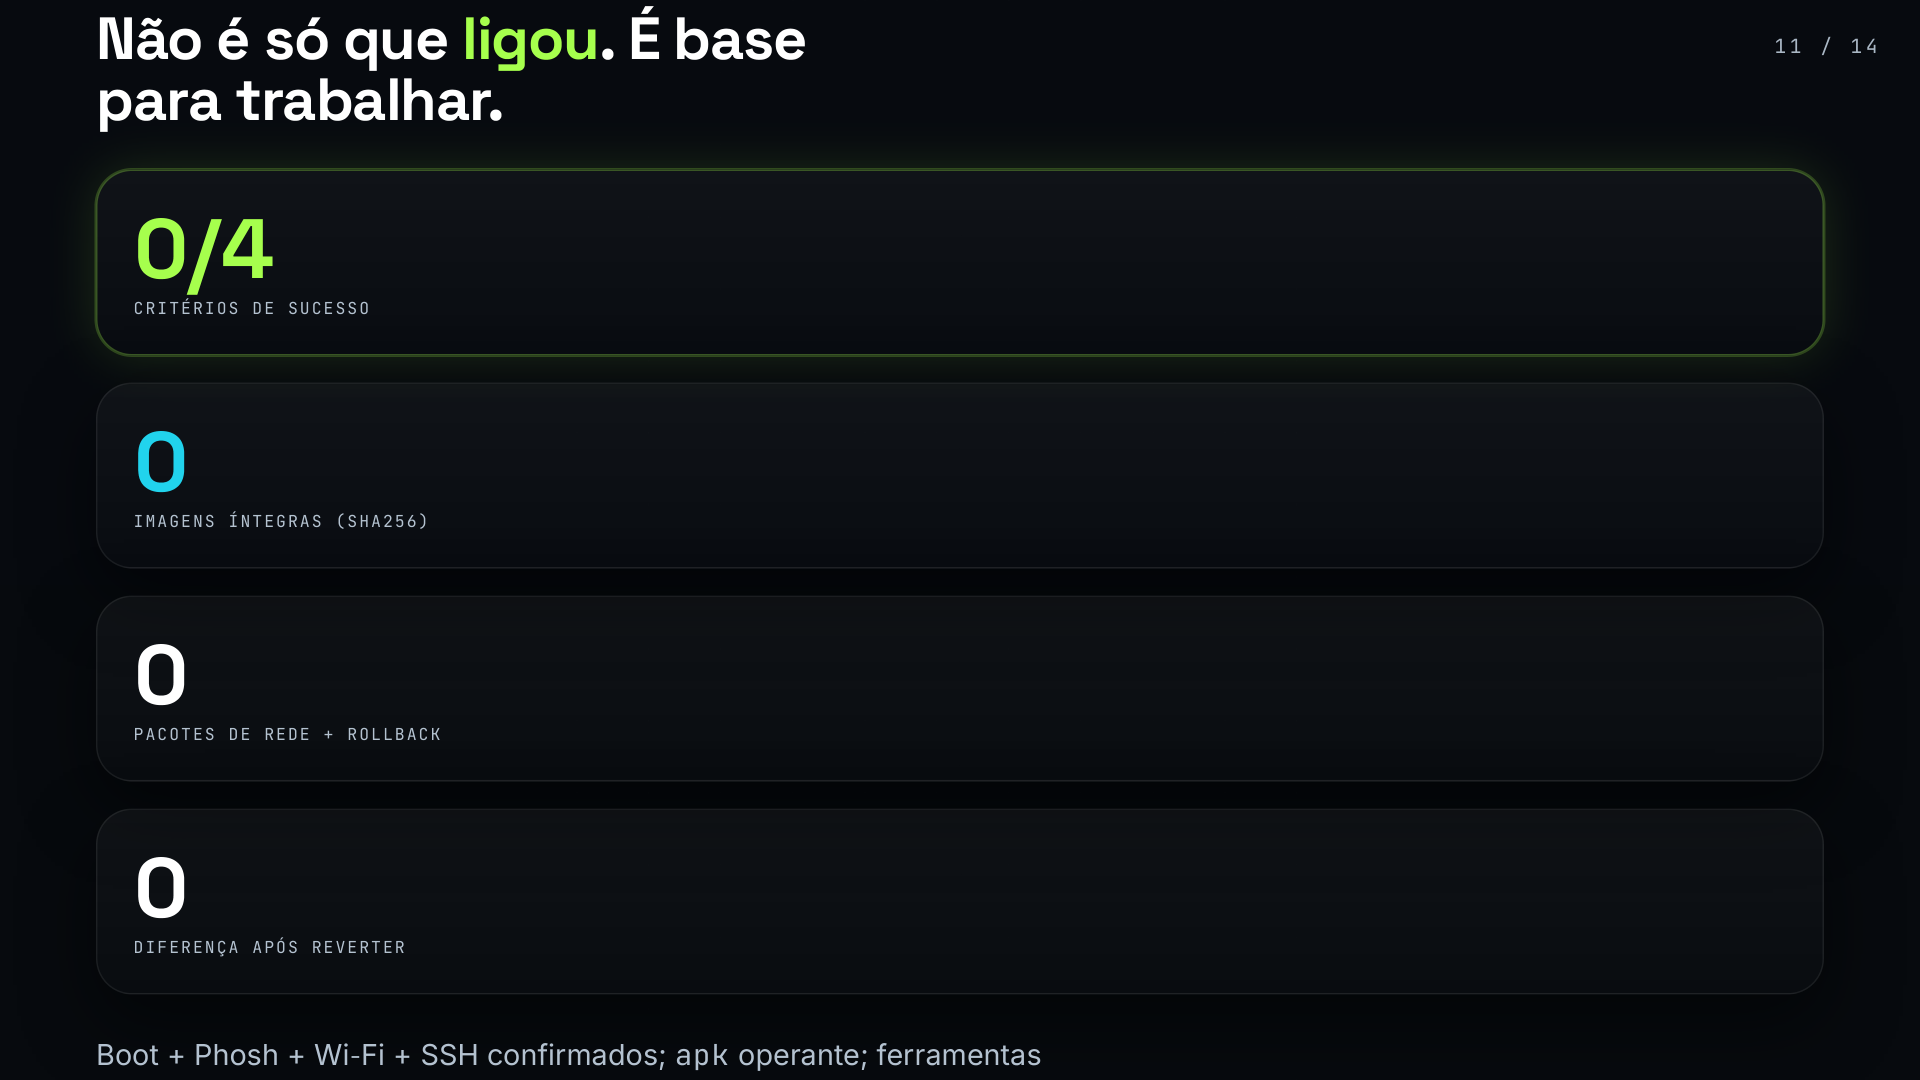 Não é só que ligou. É base
para trabalhar.
11 / 14
0/4
CRITÉRIOS DE SUCESSO
0
IMAGENS ÍNTEGRAS (SHA256)
0
PACOTES DE REDE + ROLLBACK
0
DIFERENÇA APÓS REVERTER
Boot + Phosh + Wi-Fi + SSH confirmados; apk operante; ferramentas